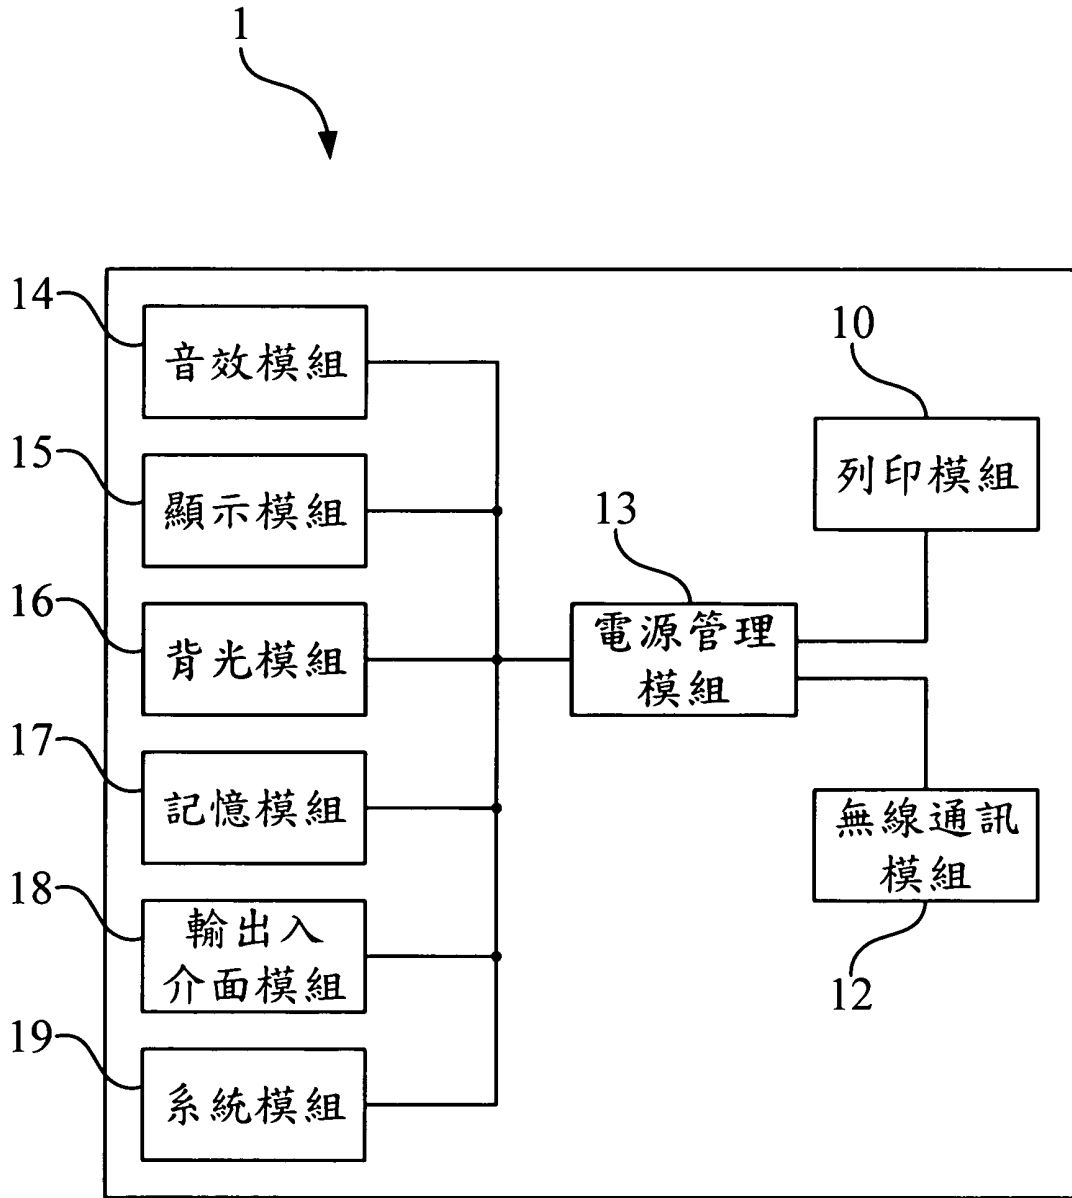 1
14
音效模組
10
列印模組
15
顯示模組
13
電源管理
模組
16
背光模組
17
記憶模組
無線通訊
模組
12
18
輸出入
介面模組
19
系統模組